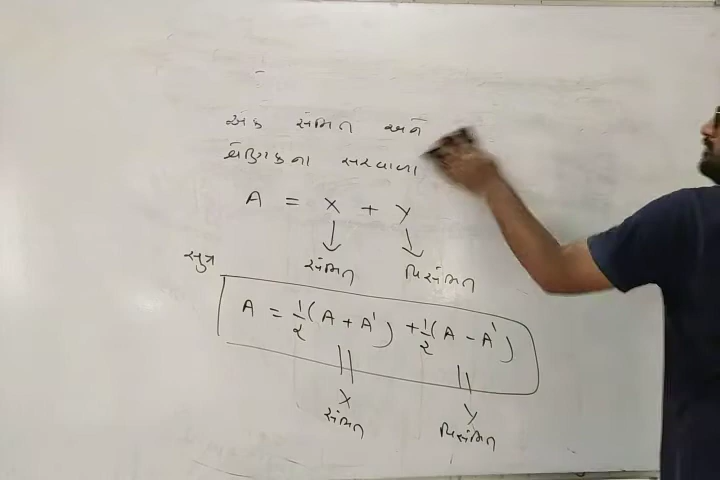 એક સંમિત અને
શ્રેણિકના સરવાળા
A = X + Y
સંમિત વિસંમિત
સુત્ર
A = 1/2 (A + A') + 1/2 (A - A')
X Y
સંમિત વિસંમિત